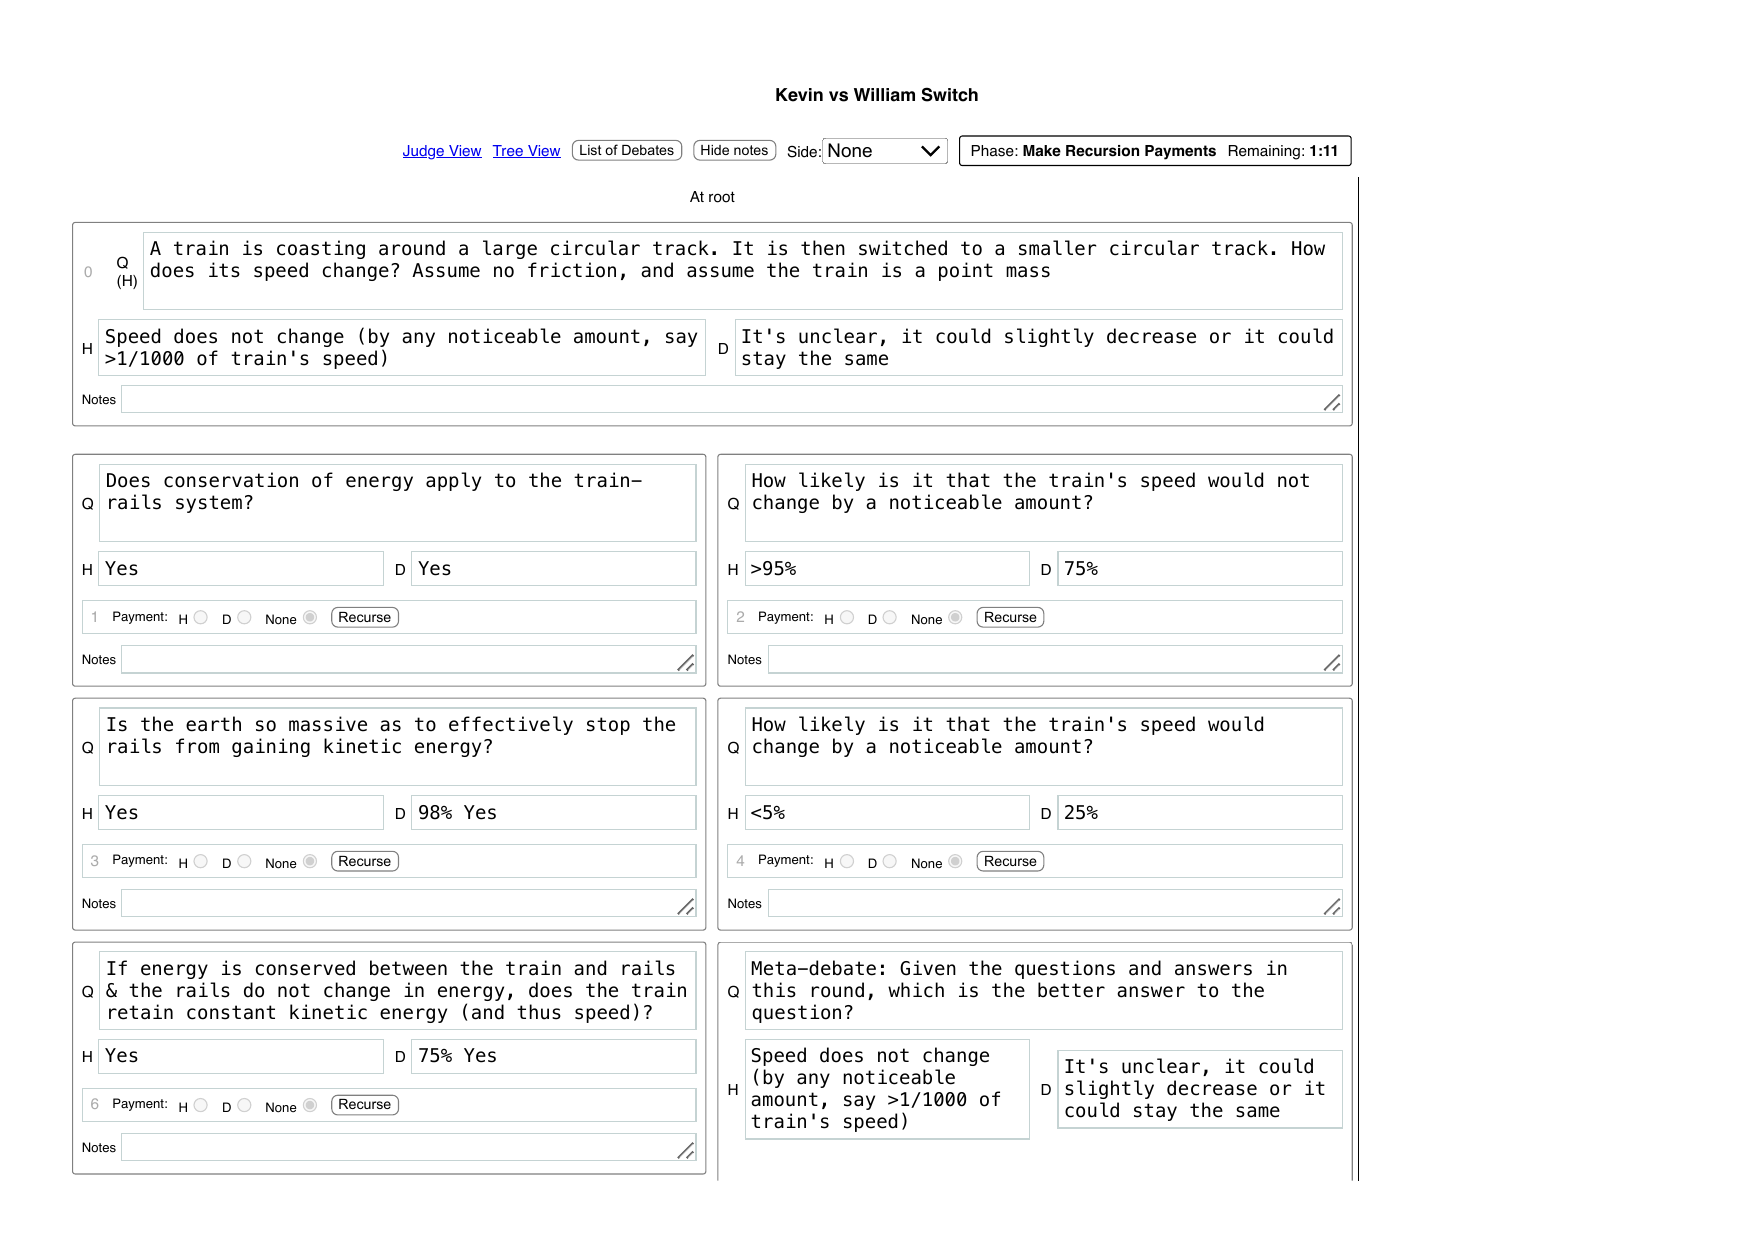 Kevin vs William Switch
Judge View Tree View List of Debates Hide notes Side: None Phase: Make Recursion Payments Remaining: 1:11
At root
0 Q (H)
A train is coasting around a large circular track. It is then switched to a smaller circular track. How
does its speed change? Assume no friction, and assume the train is a point mass
H
Speed does not change (by any noticeable amount, say
>1/1000 of train's speed)
D
It's unclear, it could slightly decrease or it could
stay the same
Notes
Q
Does conservation of energy apply to the train-
rails system?
H Yes D Yes
1 Payment: H D None Recurse
Notes
Q
How likely is it that the train's speed would not
change by a noticeable amount?
H >95% D 75%
2 Payment: H D None Recurse
Notes
Q
Is the earth so massive as to effectively stop the
rails from gaining kinetic energy?
H Yes D 98% Yes
3 Payment: H D None Recurse
Notes
Q
How likely is it that the train's speed would
change by a noticeable amount?
H <5% D 25%
4 Payment: H D None Recurse
Notes
Q
If energy is conserved between the train and rails
& the rails do not change in energy, does the train
retain constant kinetic energy (and thus speed)?
H Yes D 75% Yes
6 Payment: H D None Recurse
Notes
Q
Meta-debate: Given the questions and answers in
this round, which is the better answer to the
question?
H
Speed does not change
(by any noticeable
amount, say >1/1000 of
train's speed)
D
It's unclear, it could
slightly decrease or it
could stay the same